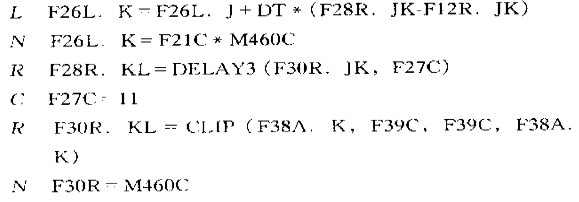 L F26L. K=F26L. J+DT*(F28R. JK-F12R. JK)
N F26L. K=F21C*M460C
R F28R. KL=DELAY3(F30R. JK, F27C)
C F27C=11
R F30R. KL=CLIP(F38A. K, F39C, F39C, F38A.
K)
N F30R=M460C